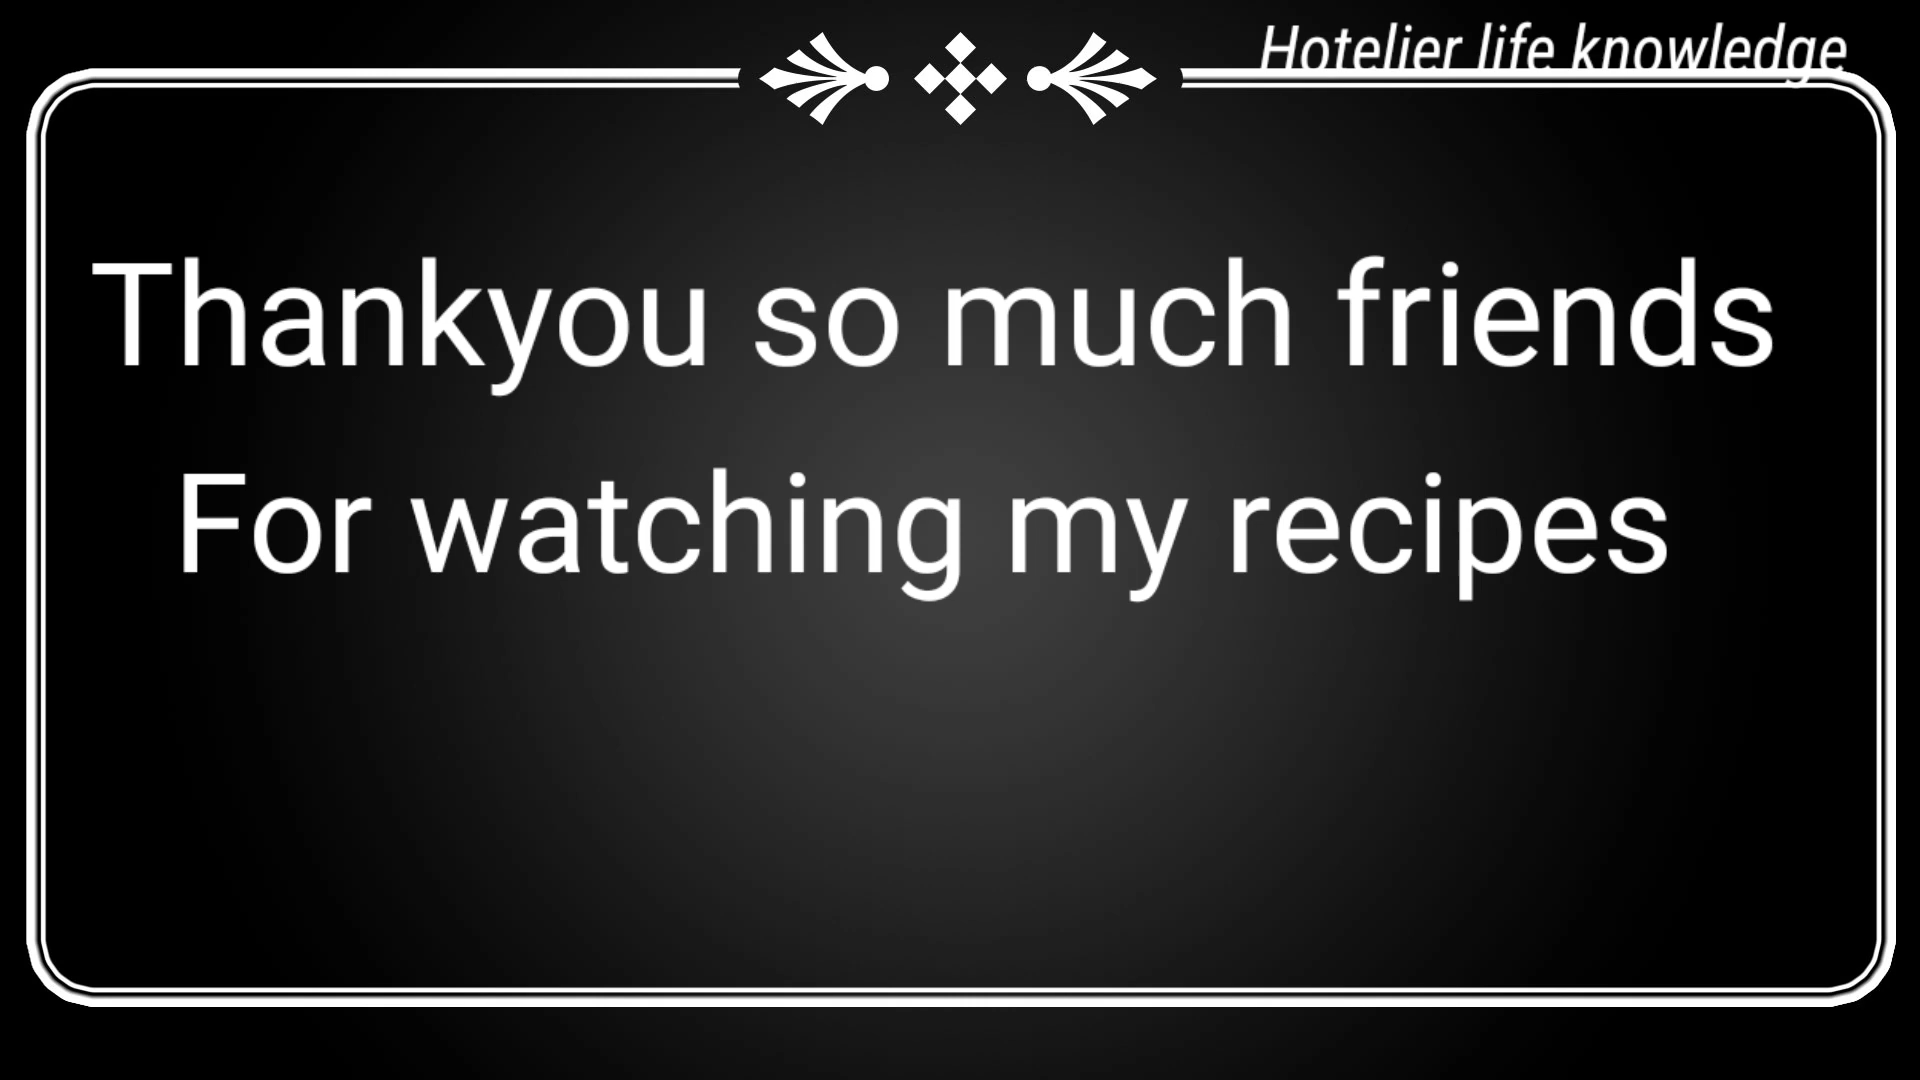 Hotelier life knowledge
Thankyou so much friends
For watching my recipes